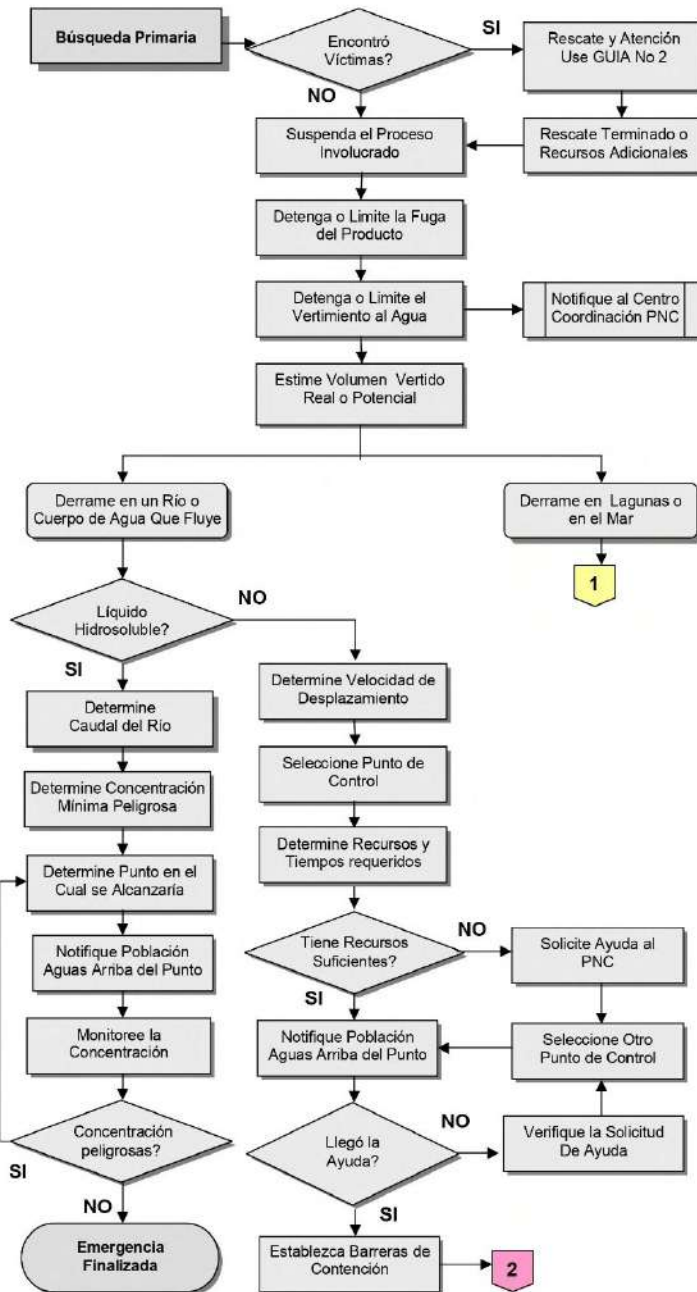 Búsqueda Primaria
Encontró
Víctimas?
SI
NO
Rescate y Atención
Use GUIA No 2
Rescate Terminado o
Recursos Adicionales
Suspenda el Proceso
Involucrado
Detenga o Limite la Fuga
del Producto
Detenga o Limite el
Vertimiento al Agua
Notifique al Centro
Coordinación PNC
Estime Volumen Vertido
Real o Potencial
Derrame en un Río o
Cuerpo de Agua Que Fluye
Derrame en Lagunas o
en el Mar
1
Líquido
Hidrosoluble?
NO
SI
Determine
Caudal del Río
Determine Concentración
Mínima Peligrosa
Determine Punto en el
Cual se Alcanzaría
Notifique Población
Aguas Arriba del Punto
Monitoree la
Concentración
Concentración
peligrosas?
SI
NO
Emergencia
Finalizada
Determine Velocidad de
Desplazamiento
Seleccione Punto de
Control
Determine Recursos y
Tiempos requeridos
Tiene Recursos
Suficientes?
NO
SI
Solicite Ayuda al
PNC
Seleccione Otro
Punto de Control
Notifique Población
Aguas Arriba del Punto
Llegó la
Ayuda?
NO
SI
Verifique la Solicitud
De Ayuda
Establezca Barreras de
Contención
2